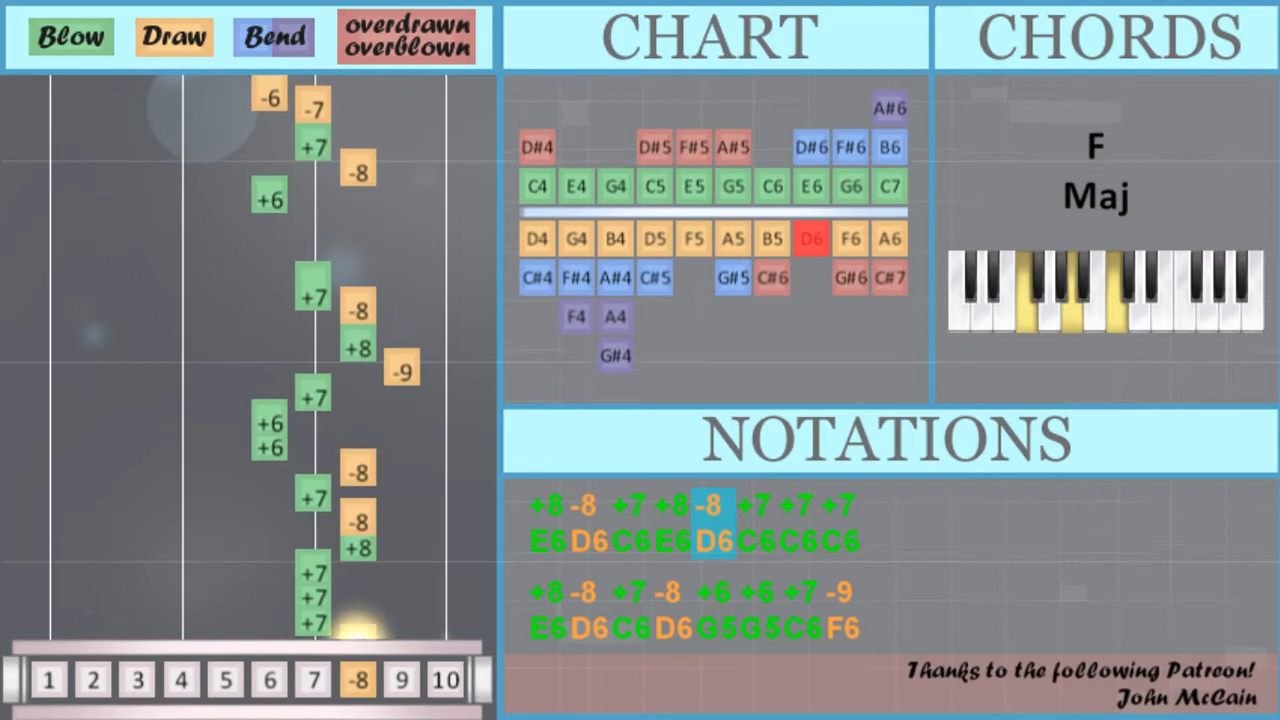 Blow Draw Bend overdrawn
overblown
CHART
CHORDS
-6
-7
+7
-8
+6
+7
-8
+8
-9
+7
+6
+6
-8
+7
-8
+8
+7
+7
+7
1 2 3 4 5 6 7 -8 9 10
A#6
D#4 D#5 F#5 A#5 D#6 F#6 B6
C4 E4 G4 C5 E5 G5 C6 E6 G6 C7
D4 G4 B4 D5 F5 A5 B5 D6 F6 A6
C#4 F#4 A#4 C#5 G#5 C#6 G#6 C#7
F4 A4
G#4
F
Maj
NOTATIONS
+8 -8 +7 +8 -8 +7 +7 +7
E6 D6 C6 E6 D6 C6 C6 C6
+8 -8 +7 -8 +6 +6 +7 -9
E6 D6 C6 D6 G5 G5 C6 F6
Thanks to the following Patreon!
John McCain